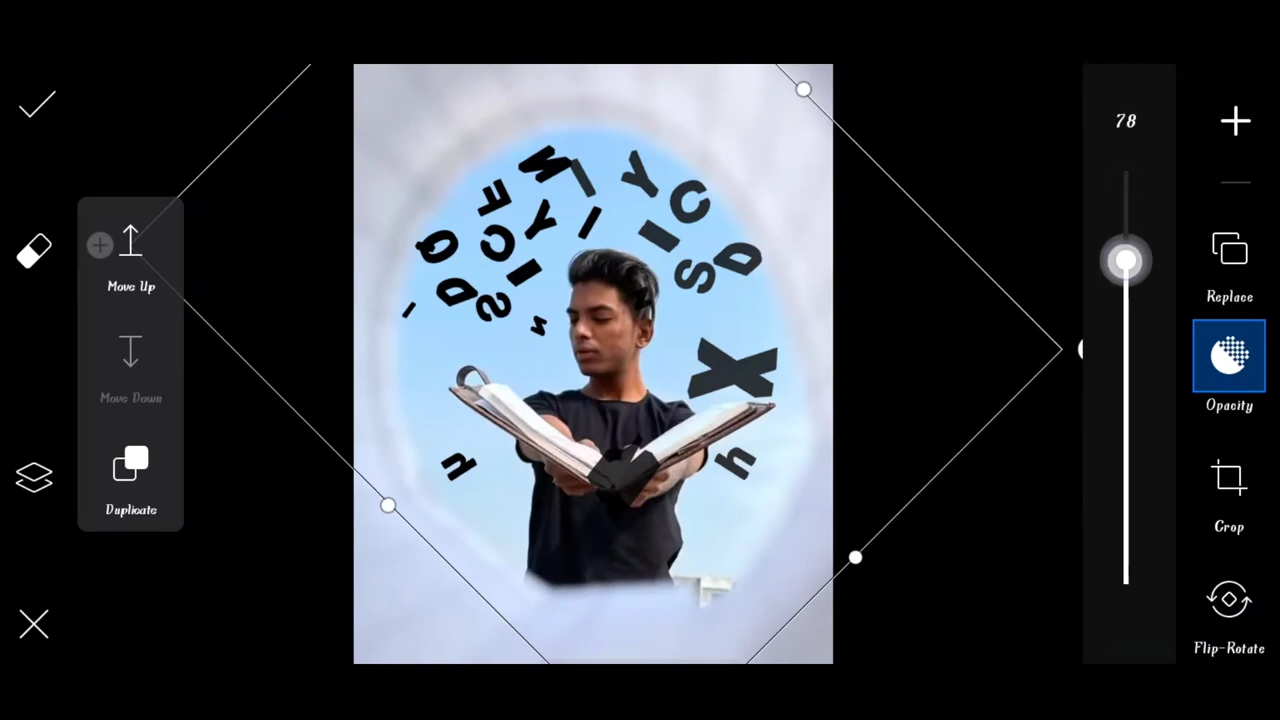 78
Move Up
Replace
Move Down
Opacity
Duplicate
Crop
Flip-Rotate
W I Y C
F Y I I
Q C I S D
D S
- N
X
h h